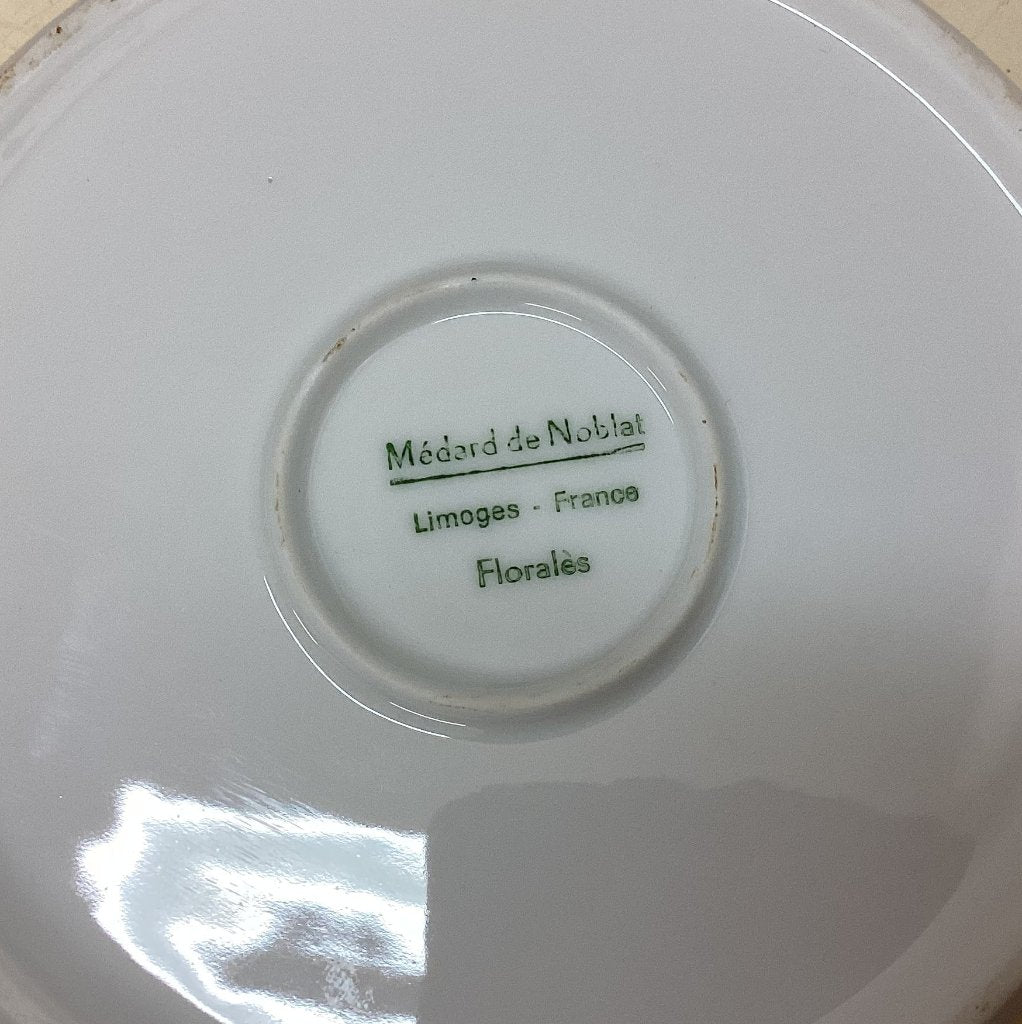 Médard de Noblat
Limoges - France
Floralès